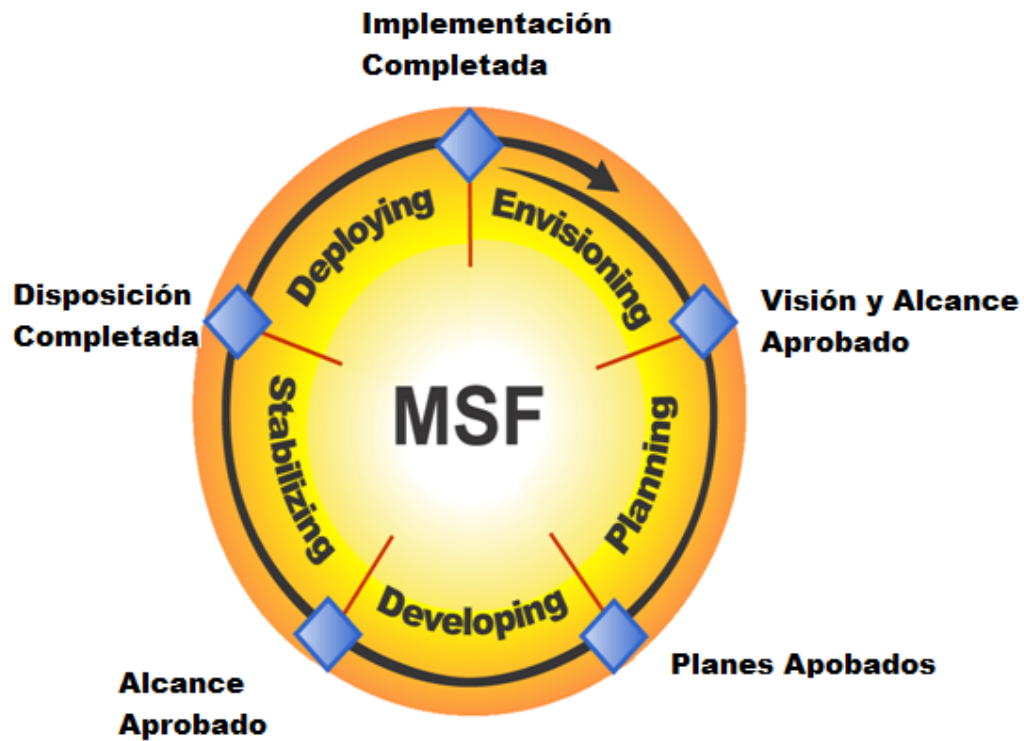 Implementación
Completada
Deploying
Envisioning
Disposición
Completada
Visión y Alcance
Aprobado
MSF
Stabilizing
Planning
Developing
Alcance
Aprobado
Planes Apobados